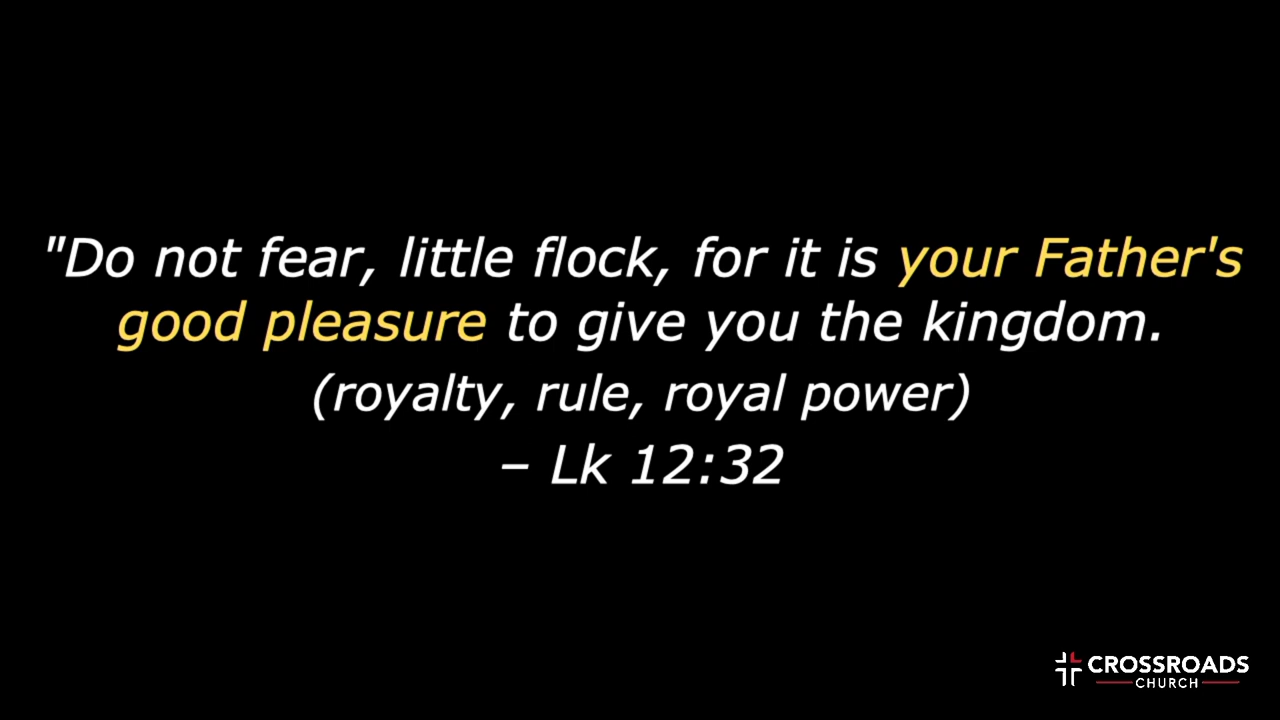 "Do not fear, little flock, for it is your Father's
good pleasure to give you the kingdom.
(royalty, rule, royal power)
– Lk 12:32
CROSSROADS
CHURCH